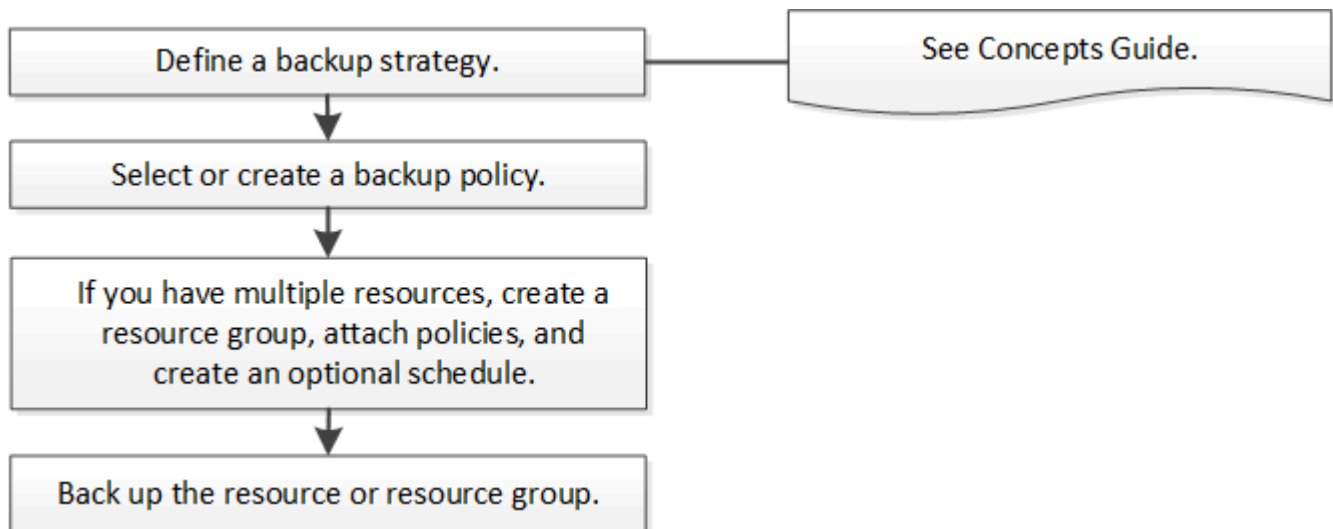 Define a backup strategy.
See Concepts Guide.
Select or create a backup policy.
If you have multiple resources, create a
resource group, attach policies, and
create an optional schedule.
Back up the resource or resource group.